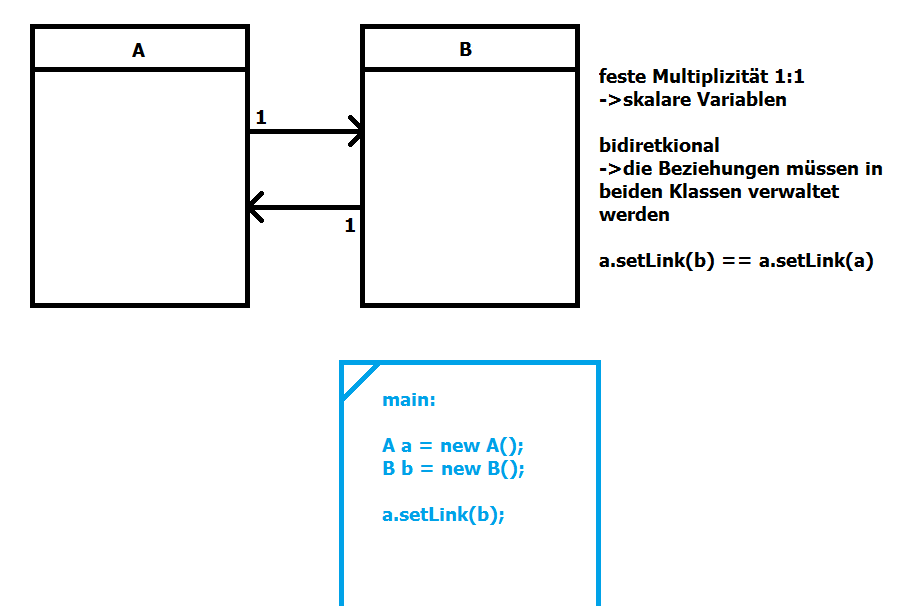 A
B
1
1
feste Multiplizität 1:1
->skalare Variablen
bidiretkional
->die Beziehungen müssen in
beiden Klassen verwaltet
werden
a.setLink(b) == a.setLink(a)
main:
A a = new A();
B b = new B();
a.setLink(b);